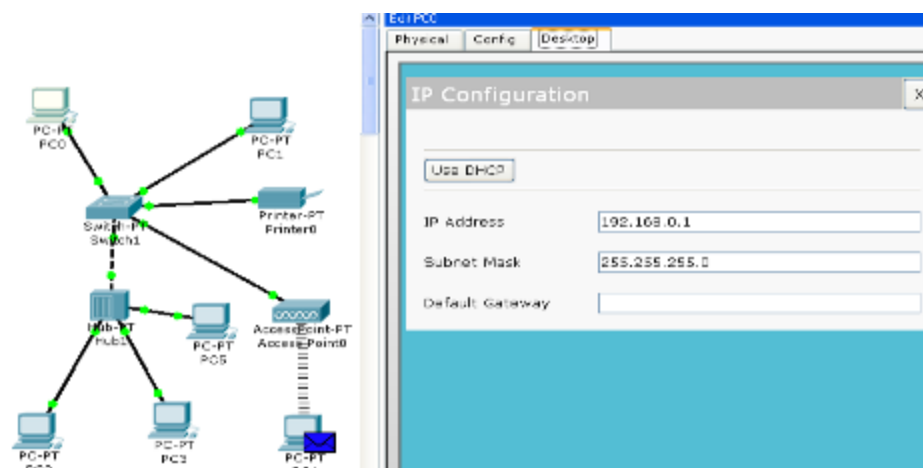 Edit PC0
Physical
Config
Desktop
IP Configuration
X
Use DHCP
IP Address
192.168.0.1
Subnet Mask
255.255.255.0
Default Gateway
PC-PT
PC0
PC-PT
PC1
Printer-PT
Printer0
Switch-PT
Switch1
Hub-PT
Hub1
PC-PT
PC5
AccessPoint-PT
Access Point0
PC-PT
PC-PT
PC3
PC-PT